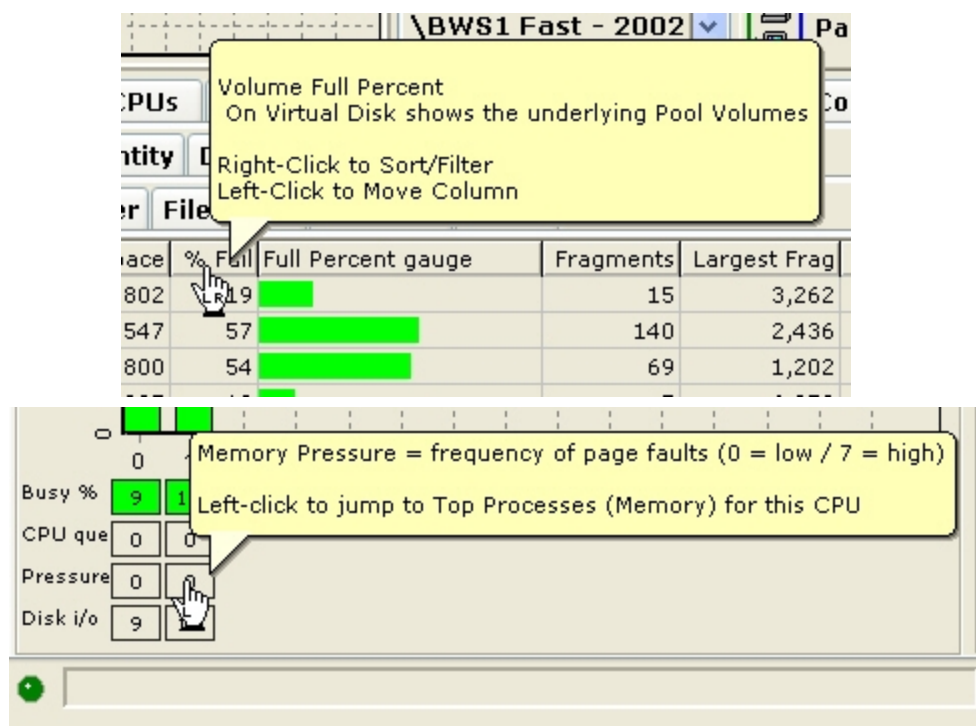 \BWS1 Fast - 2002 Pa
Volume Full Percent
On Virtual Disk shows the underlying Pool Volumes
Right-Click to Sort/Filter
Left-Click to Move Column
CPUs Co
ntity D
er File
ace % Full Full Percent gauge Fragments Largest Frag
802 19 15 3,262
547 57 140 2,436
800 54 69 1,202
0
0
Memory Pressure = frequency of page faults (0 = low / 7 = high)
Left-click to jump to Top Processes (Memory) for this CPU
Busy % 9 1
CPU que 0 0
Pressure 0 0
Disk i/o 9